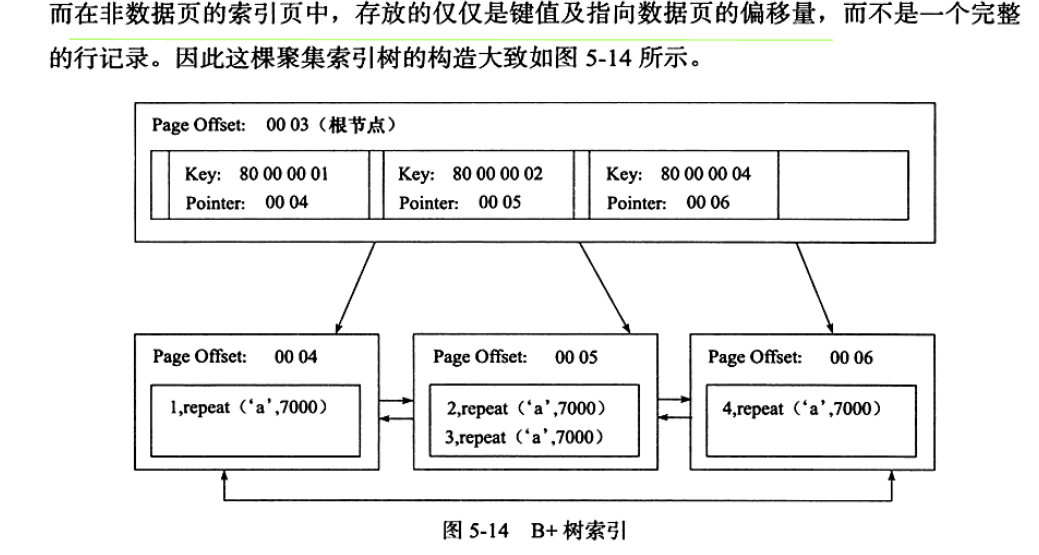 而在非数据页的索引页中，存放的仅仅是键值及指向数据页的偏移量，而不是一个完整
的行记录。因此这棵聚集索引树的构造大致如图 5-14 所示。
Page Offset: 00 03（根节点）
Key: 80 00 00 01 Key: 80 00 00 02 Key: 80 00 00 04
Pointer: 00 04 Pointer: 00 05 Pointer: 00 06
Page Offset: 00 04
1,repeat（‘a’,7000）
Page Offset: 00 05
2,repeat（‘a’,7000）
3,repeat（‘a’,7000）
Page Offset: 00 06
4,repeat（‘a’,7000）
图 5-14 B+ 树索引